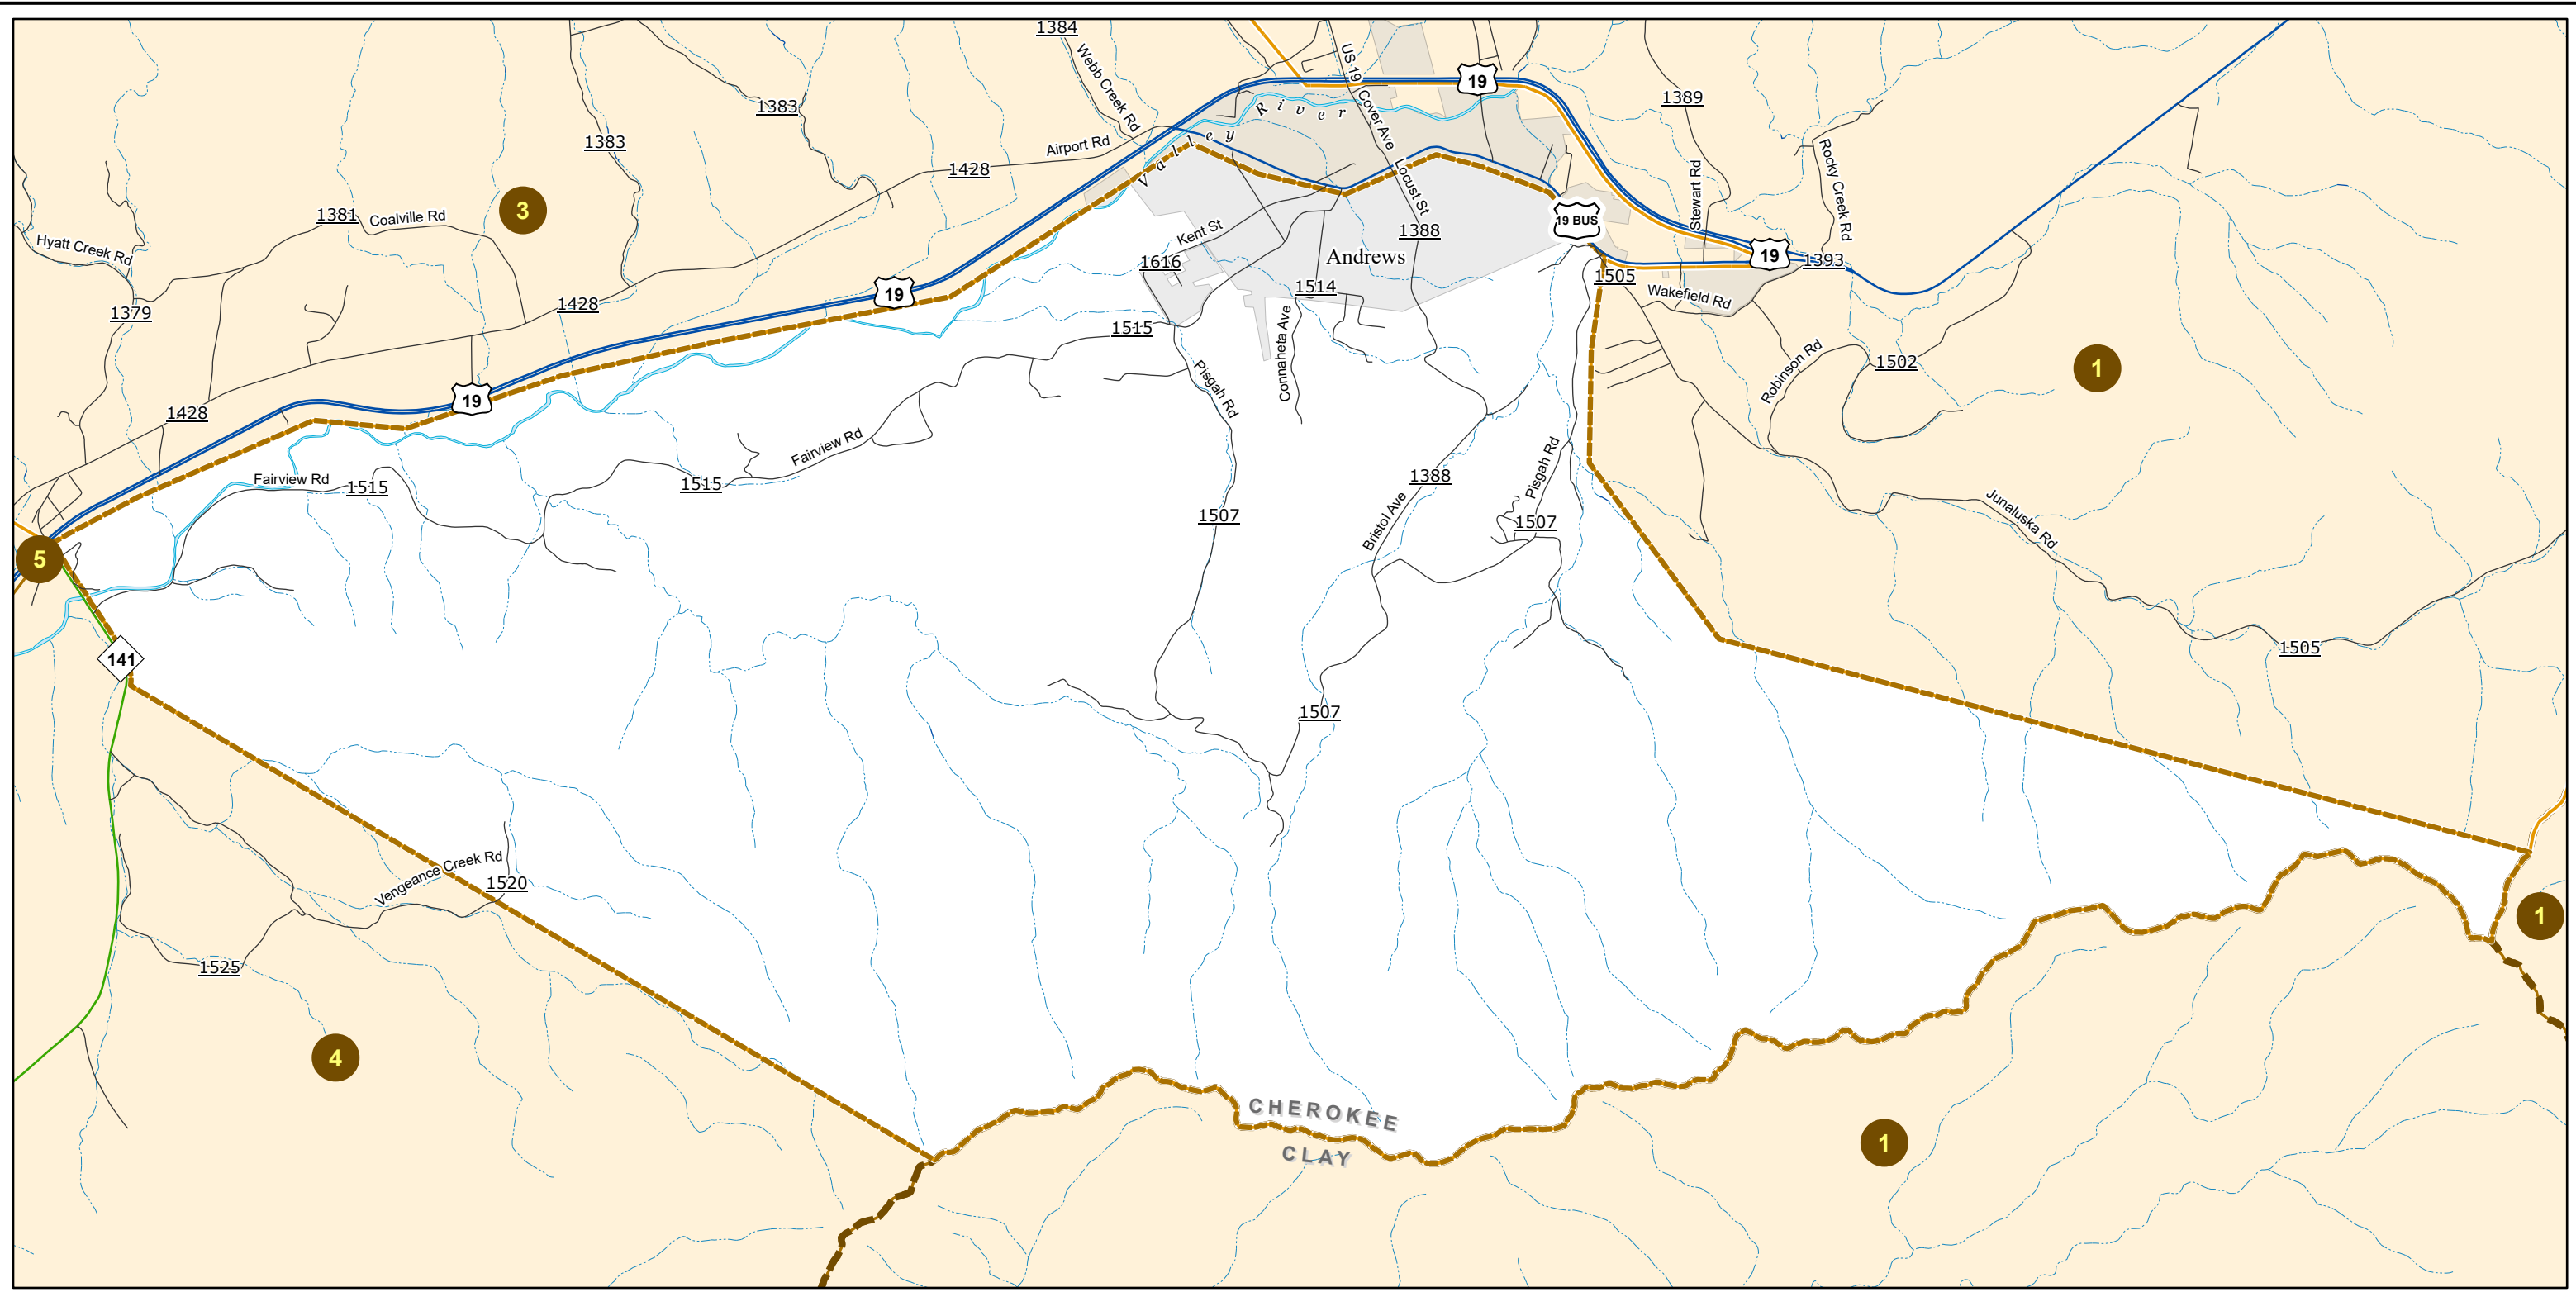 1384
Webb Creek Rd
US 19
Cover Ave
19
1383
1389
1383
Valley River
Airport Rd
1428
Stewart Rd
Rocky Creek Rd
Locust St
3
1381
Coalville Rd
19 BUS
Kent St
1388
Hyatt Creek Rd
Andrews
19
1393
1616
1505
1514
19
1428
Wakefield Rd
1379
1515
Connaheta Ave
Robinson Rd
1502
1
Pisgah Rd
19
1428
Fairview Rd
Pisgah Rd
1388
Fairview Rd
1515
1515
Junaluska Rd
1507
Bristol Ave
1507
5
141
1505
1507
Vengeance Creek Rd
1520
1
1525
4
CHEROKEE
CLAY
1